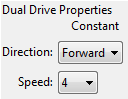 Dual Drive Properties
Constant
Direction: Forward
Speed: 4